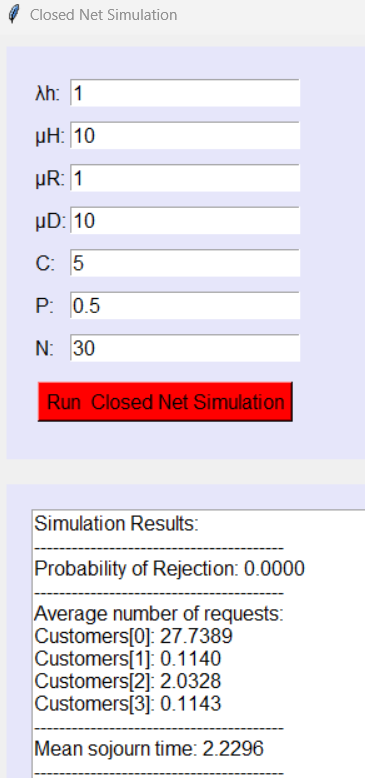 Closed Net Simulation
λh: 1
μH: 10
μR: 1
μD: 10
C: 5
P: 0.5
N: 30
Run  Closed Net Simulation
Simulation Results:
----------------------------------------
Probability of Rejection: 0.0000
----------------------------------------
Average number of requests:
Customers[0]: 27.7389
Customers[1]: 0.1140
Customers[2]: 2.0328
Customers[3]: 0.1143
----------------------------------------
Mean sojourn time: 2.2296
----------------------------------------